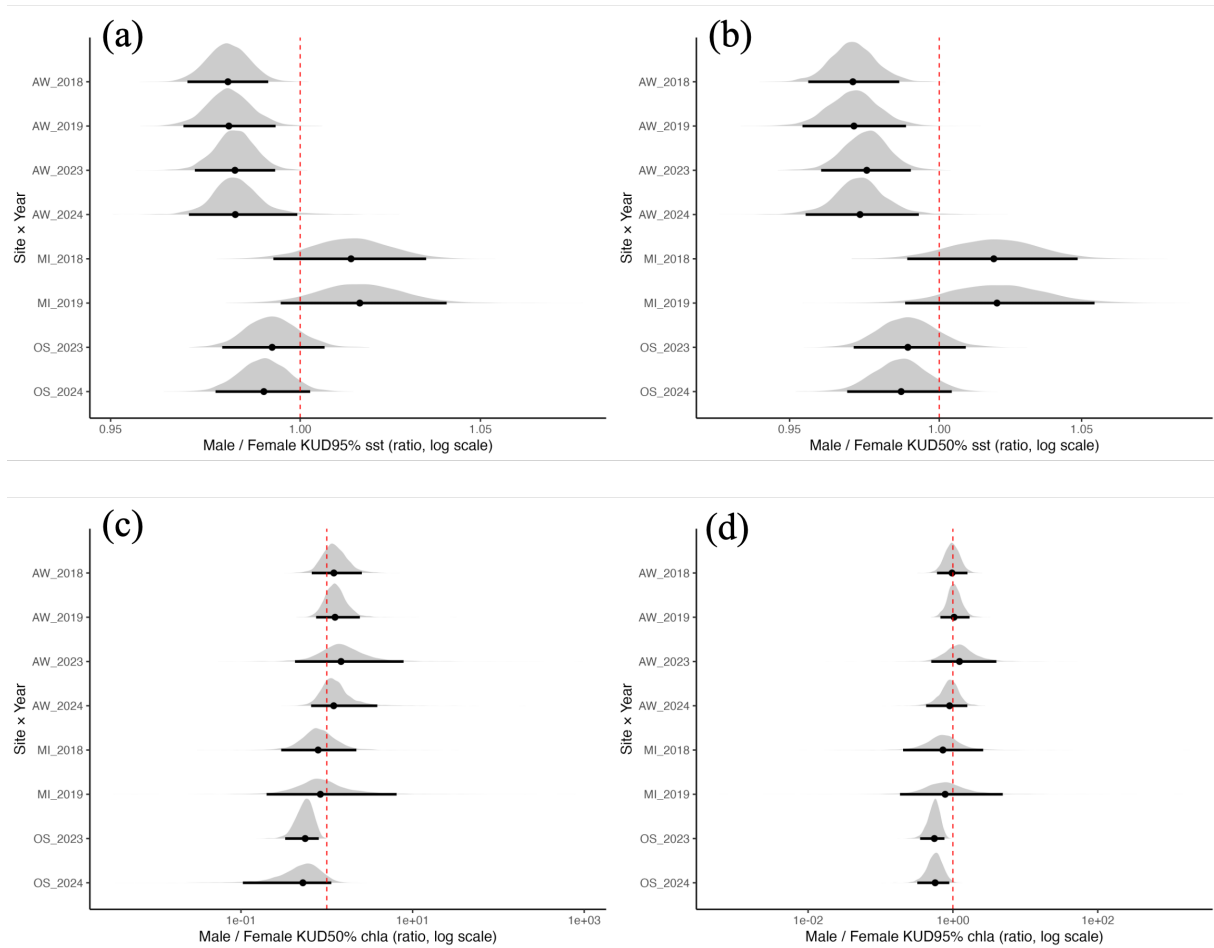 (a)
Site × Year
AW_2018
AW_2019
AW_2023
AW_2024
MI_2018
MI_2019
OS_2023
OS_2024
0.95 1.00 1.05
Male / Female KUD95% sst (ratio, log scale)
(b)
Site × Year
AW_2018
AW_2019
AW_2023
AW_2024
MI_2018
MI_2019
OS_2023
OS_2024
0.95 1.00 1.05
Male / Female KUD50% sst (ratio, log scale)
(c)
Site × Year
AW_2018
AW_2019
AW_2023
AW_2024
MI_2018
MI_2019
OS_2023
OS_2024
1e-01 1e+01 1e+03
Male / Female KUD50% chla (ratio, log scale)
(d)
Site × Year
AW_2018
AW_2019
AW_2023
AW_2024
MI_2018
MI_2019
OS_2023
OS_2024
1e-02 1e+00 1e+02
Male / Female KUD95% chla (ratio, log scale)